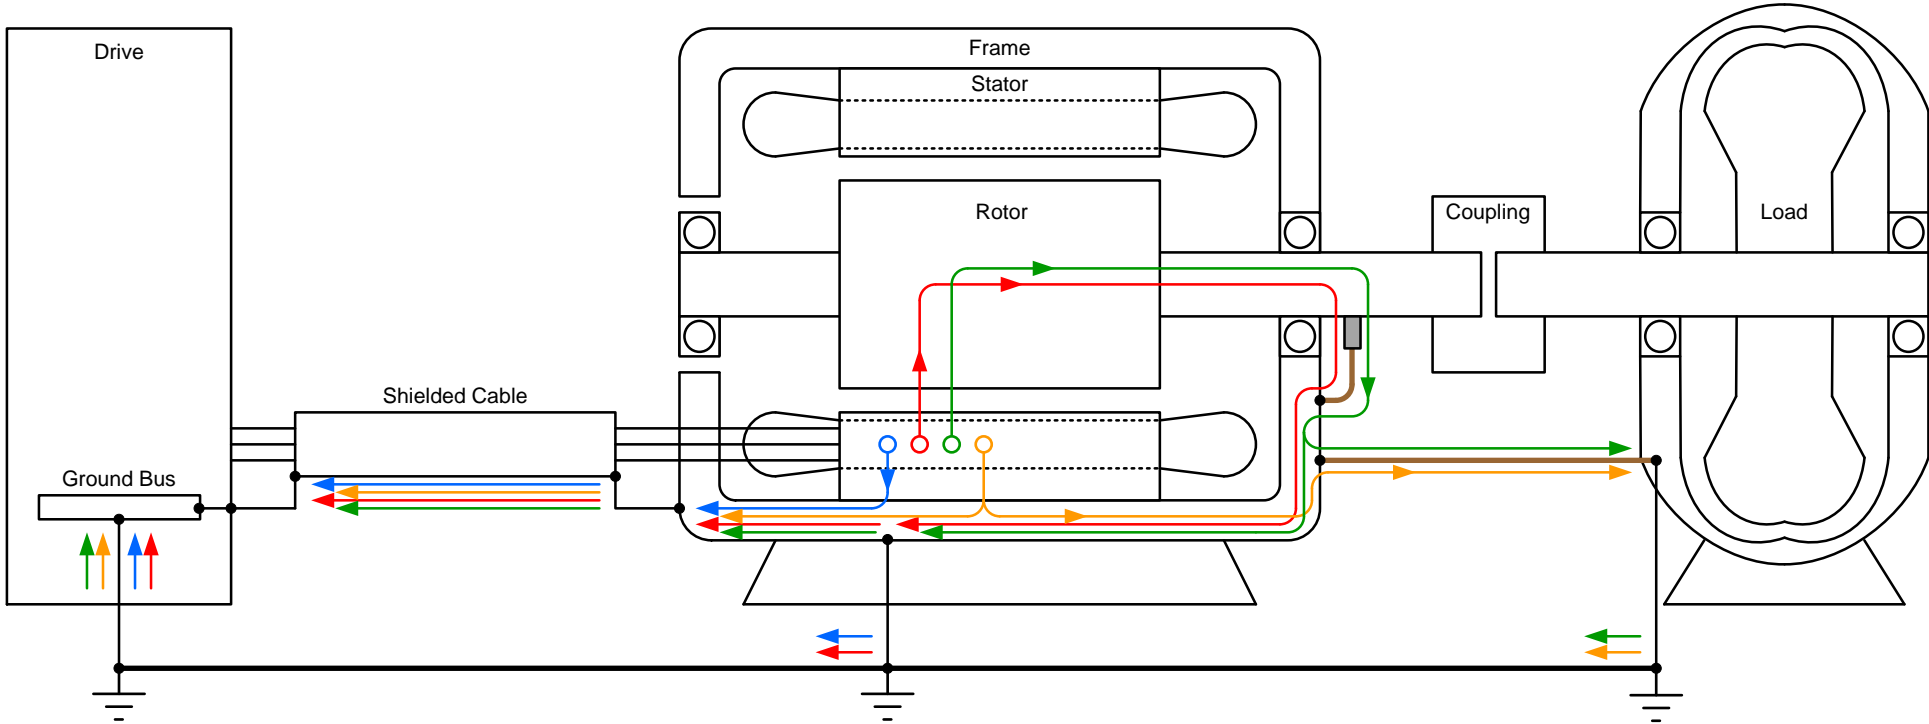 Drive
Frame
Stator
Rotor
Coupling
Load
Shielded Cable
Ground Bus